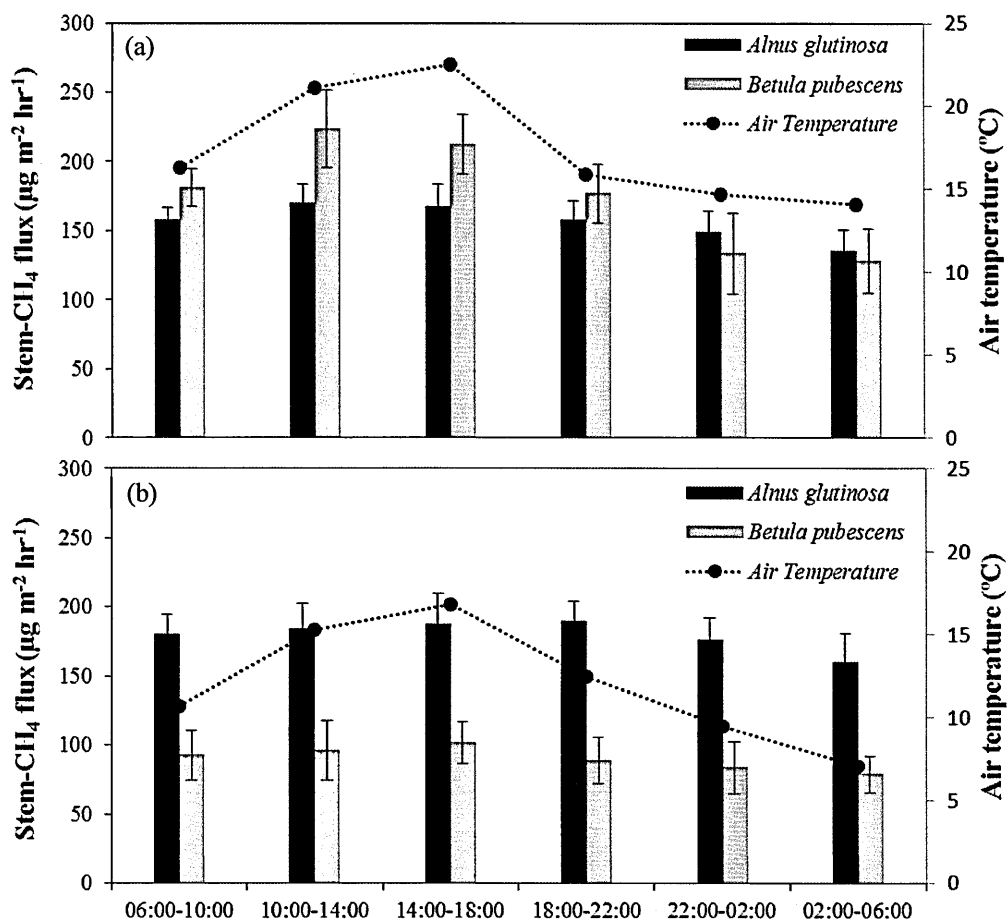 (a)
Stem-CH₄ flux (µg m⁻² hr⁻¹)
300
250
200
150
100
50
0
Alnus glutinosa
Betula pubescens
Air Temperature
25
20
15
10
5
0
Air temperature (°C)
(b)
Stem-CH₄ flux (µg m⁻² hr⁻¹)
300
250
200
150
100
50
0
Alnus glutinosa
Betula pubescens
Air Temperature
25
20
15
10
5
0
Air temperature (°C)
06:00-10:00 10:00-14:00 14:00-18:00 18:00-22:00 22:00-02:00 02:00-06:00